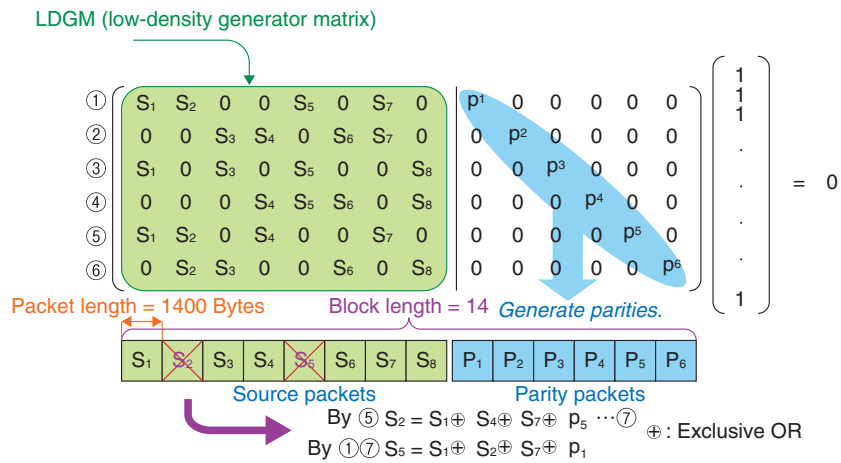 LDGM (low-density generator matrix)
① S₁ S₂ 0 0 S₅ 0 S₇ 0 p¹ 0 0 0 0 0 1
1
② 0 0 S₃ S₄ 0 S₆ S₇ 0 0 p² 0 0 0 0 1
③ S₁ 0 S₃ 0 S₅ 0 0 S₈ 0 0 p³ 0 0 0 .
④ 0 0 0 S₄ S₅ S₆ 0 S₈ 0 0 0 p⁴ 0 0 . = 0
⑤ S₁ S₂ 0 S₄ 0 0 S₇ 0 0 0 0 0 p⁵ 0 .
⑥ 0 S₂ S₃ 0 0 S₆ 0 S₈ 0 0 0 0 0 p⁶ .
1
Packet length = 1400 Bytes Block length = 14 Generate parities.
S₁ S₂ S₃ S₄ S₅ S₆ S₇ S₈ P₁ P₂ P₃ P₄ P₅ P₆
Source packets Parity packets
By ⑤ S₂ = S₁⊕ S₄⊕ S₇⊕ p₅ ···⑦
⊕ : Exclusive OR
By ①⑦ S₅ = S₁⊕ S₂⊕ S₇⊕ p₁